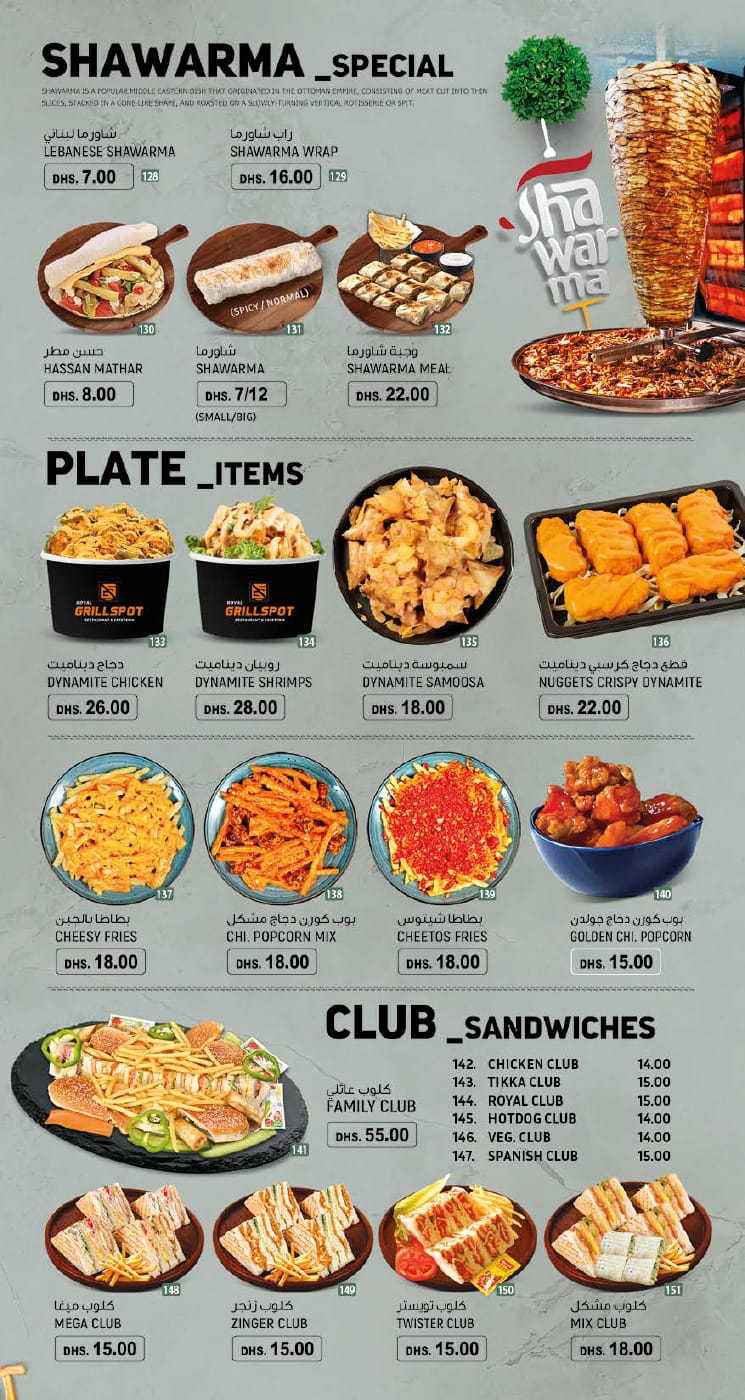 SHAWARMA _SPECIAL
SHAWARMA IS A POPULAR MIDDLE EASTERN DISH THAT ORIGINATED IN THE OTTOMAN EMPIRE, CONSISTING OF MEAT CUT INTO THIN
SLICES, STACKED IN A CONE-LIKE SHAPE, AND ROASTED ON A SLOWLY-TURNING VERTICAL ROTISSERIE OR SPIT.
Sha
war
ma
شاورما لبناني
LEBANESE SHAWARMA
DHS. 7.00 128
راب شاورما
SHAWARMA WRAP
DHS. 16.00 129
130
حسن مطر
HASSAN MATHAR
DHS. 8.00
(SPICY / NORMAL)
131
شاورما
SHAWARMA
DHS. 7/12
(SMALL/BIG)
132
وجبة شاورما
SHAWARMA MEAL
DHS. 22.00
PLATE _ITEMS
ROYAL
GRILLSPOT
RESTAURANT & CAFETERIA
133
دجاج ديناميت
DYNAMITE CHICKEN
DHS. 26.00
ROYAL
GRILLSPOT
RESTAURANT & CAFETERIA
134
روبيان ديناميت
DYNAMITE SHRIMPS
DHS. 28.00
135
سمبوسة ديناميت
DYNAMITE SAMOOSA
DHS. 18.00
136
قطع دجاج كرسبي ديناميت
NUGGETS CRISPY DYNAMITE
DHS. 22.00
137
بطاطا بالجبن
CHEESY FRIES
DHS. 18.00
138
بوب كورن دجاج مشكل
CHI. POPCORN MIX
DHS. 18.00
139
بطاطا شيتوس
CHEETOS FRIES
DHS. 18.00
140
بوب كورن دجاج جولدن
GOLDEN CHI. POPCORN
DHS. 15.00
CLUB _SANDWICHES
141
كلوب عائلي
FAMILY CLUB
DHS. 55.00
142. CHICKEN CLUB 14.00
143. TIKKA CLUB 15.00
144. ROYAL CLUB 15.00
145. HOTDOG CLUB 14.00
146. VEG. CLUB 14.00
147. SPANISH CLUB 15.00
148
كلوب ميغا
MEGA CLUB
DHS. 15.00
149
كلوب زنجر
ZINGER CLUB
DHS. 15.00
150
كلوب تويستر
TWISTER CLUB
DHS. 15.00
151
كلوب مشكل
MIX CLUB
DHS. 18.00